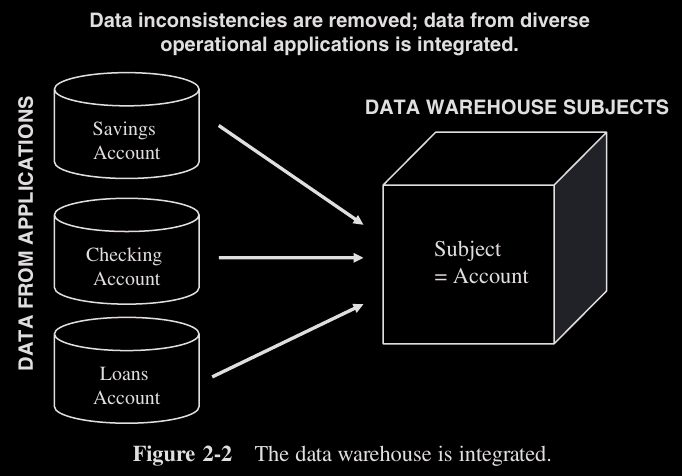 Data inconsistencies are removed; data from diverse
operational applications is integrated.
DATA FROM APPLICATIONS
Savings
Account
Checking
Account
Loans
Account
DATA WAREHOUSE SUBJECTS
Subject
= Account
Figure 2-2 The data warehouse is integrated.